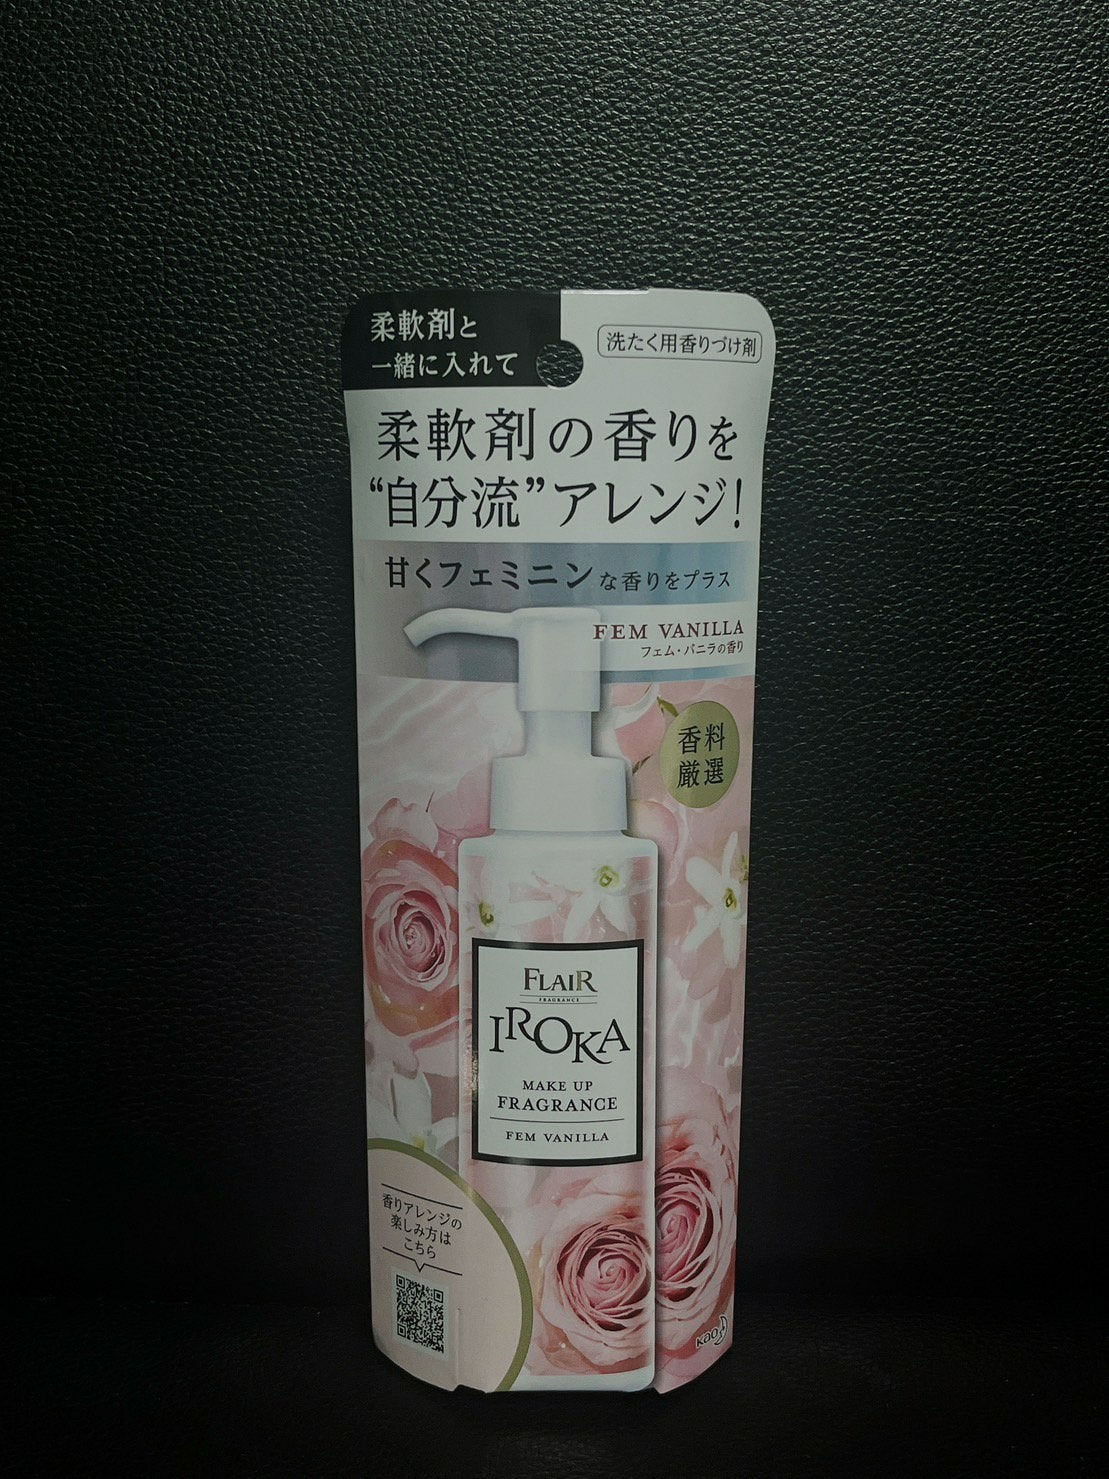 柔軟剤と
一緒に入れて
洗たく用香りづけ剤
柔軟剤の香りを
“自分流”アレンジ！
甘くフェミニンな香りをプラス
FEM VANILLA
フェム・バニラの香り
香料
厳選
FLAIR
FRAGRANCE
IROKA
MAKE UP
FRAGRANCE
FEM VANILLA
香りアレンジの
楽しみ方は
こちら
Kao